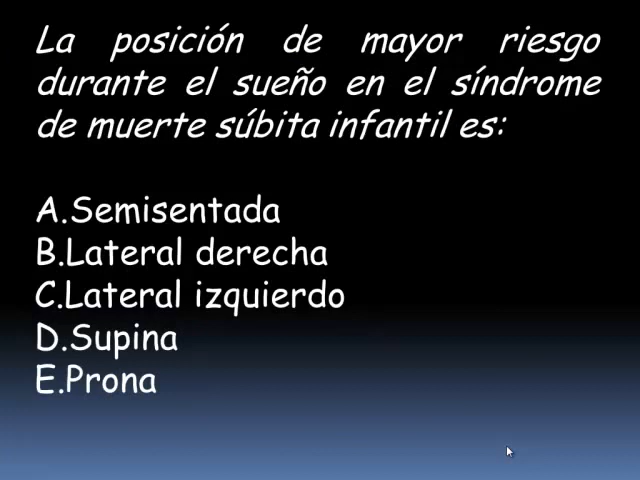 La posición de mayor riesgo
durante el sueño en el síndrome
de muerte súbita infantil es:
A.Semisentada
B.Lateral derecha
C.Lateral izquierdo
D.Supina
E.Prona